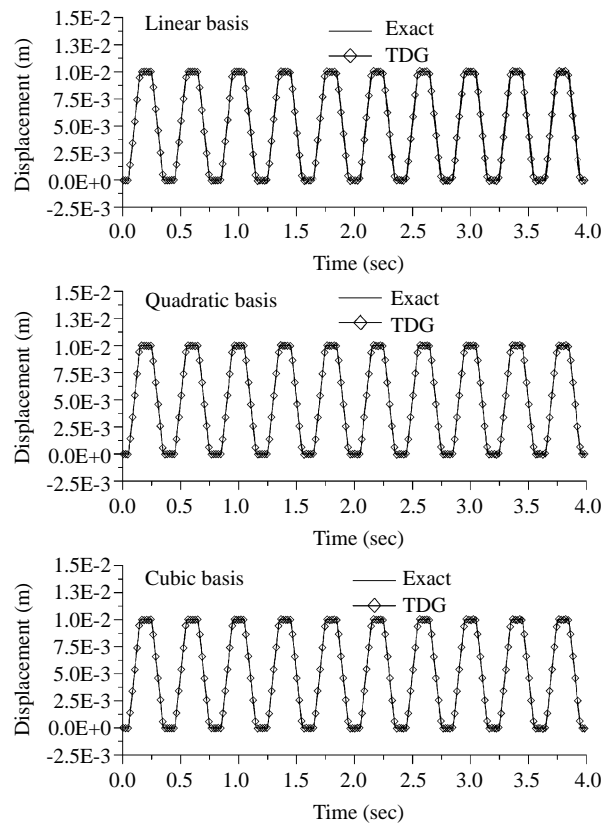 Linear basis
Exact
TDG
Displacement (m)
1.5E-2
1.3E-2
1.0E-2
7.5E-3
5.0E-3
2.5E-3
0.0E+0
-2.5E-3
0.0 0.5 1.0 1.5 2.0 2.5 3.0 3.5 4.0
Time (sec)
Quadratic basis
Exact
TDG
Displacement (m)
1.5E-2
1.3E-2
1.0E-2
7.5E-3
5.0E-3
2.5E-3
0.0E+0
-2.5E-3
0.0 0.5 1.0 1.5 2.0 2.5 3.0 3.5 4.0
Time (sec)
Cubic basis
Exact
TDG
Displacement (m)
1.5E-2
1.3E-2
1.0E-2
7.5E-3
5.0E-3
2.5E-3
0.0E+0
-2.5E-3
0.0 0.5 1.0 1.5 2.0 2.5 3.0 3.5 4.0
Time (sec)